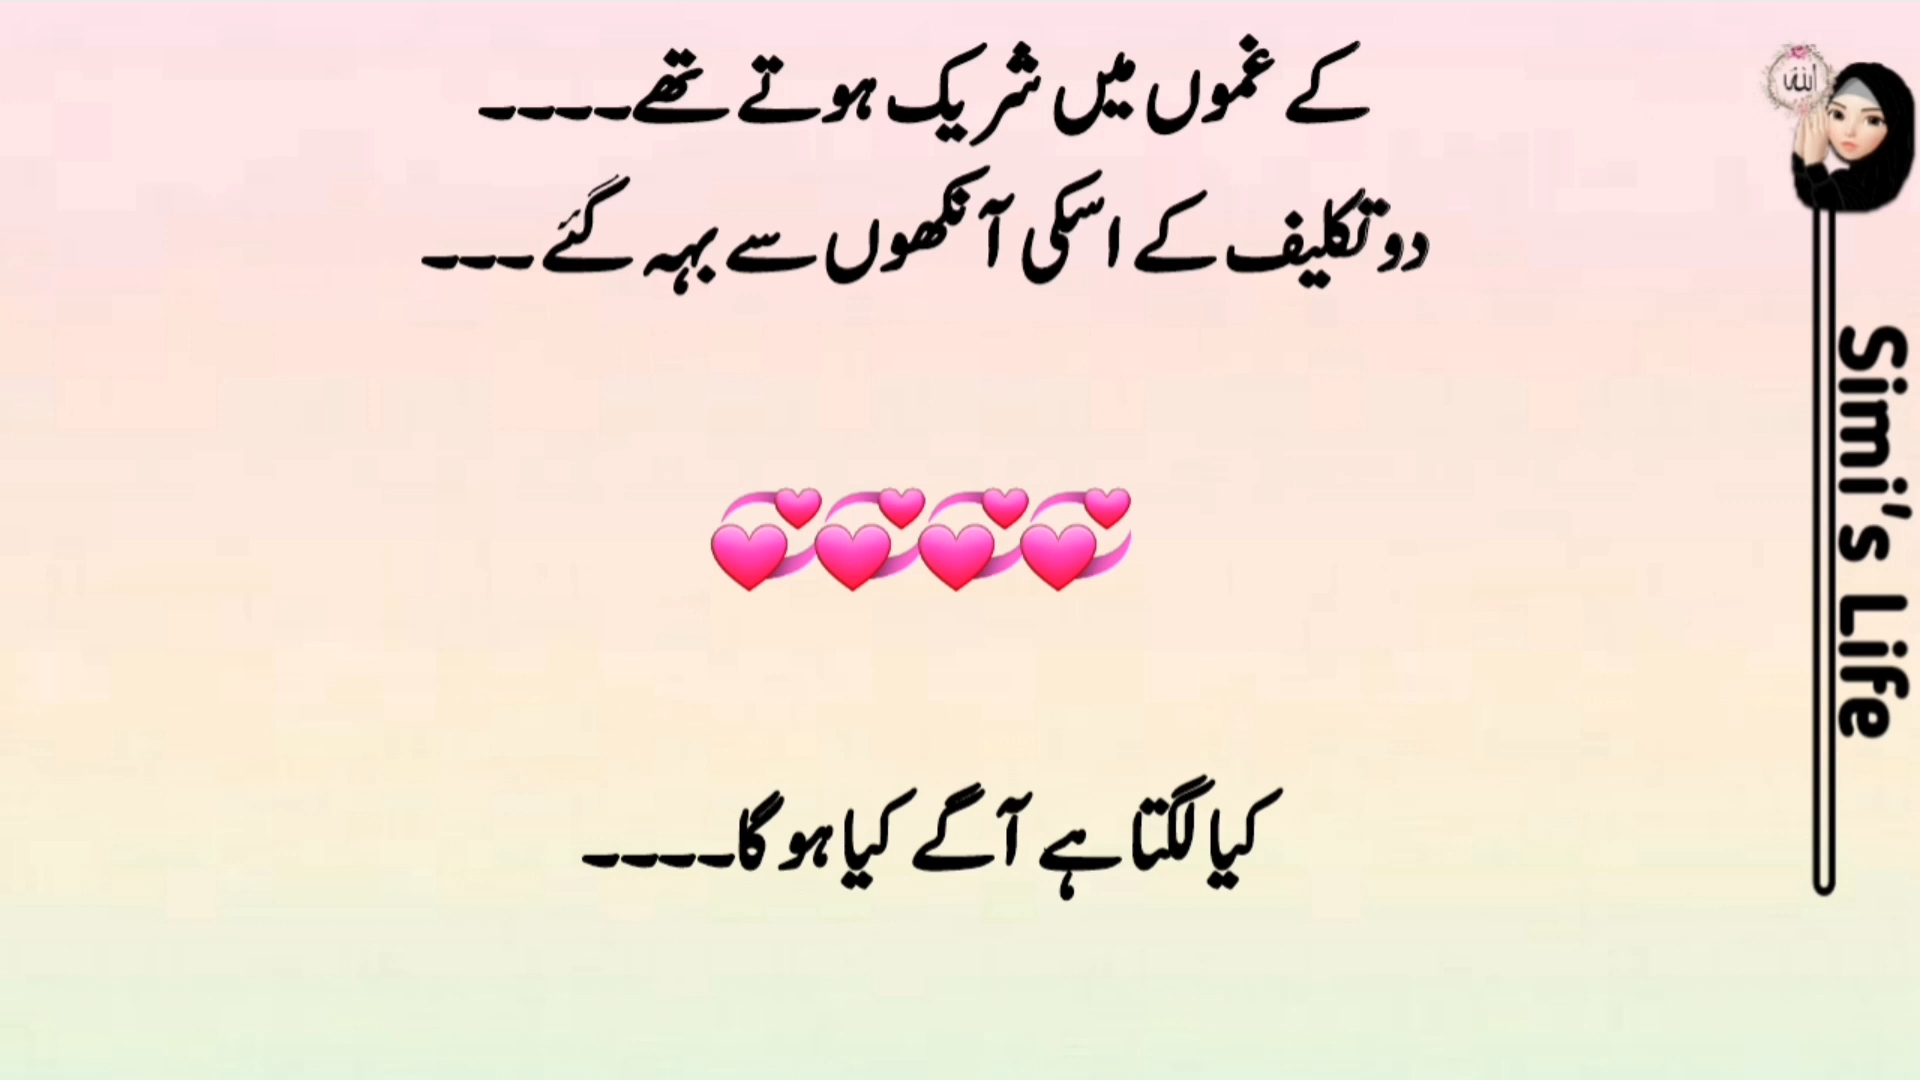 کے غموں میں شریک ہوتے تھے۔۔۔۔
دو تکلیف کے اسکی آنکھوں سے بہہ گئے۔۔۔
کیا لگتا ہے آگے کیا ہو گا۔۔۔۔
الله
Simi's Life